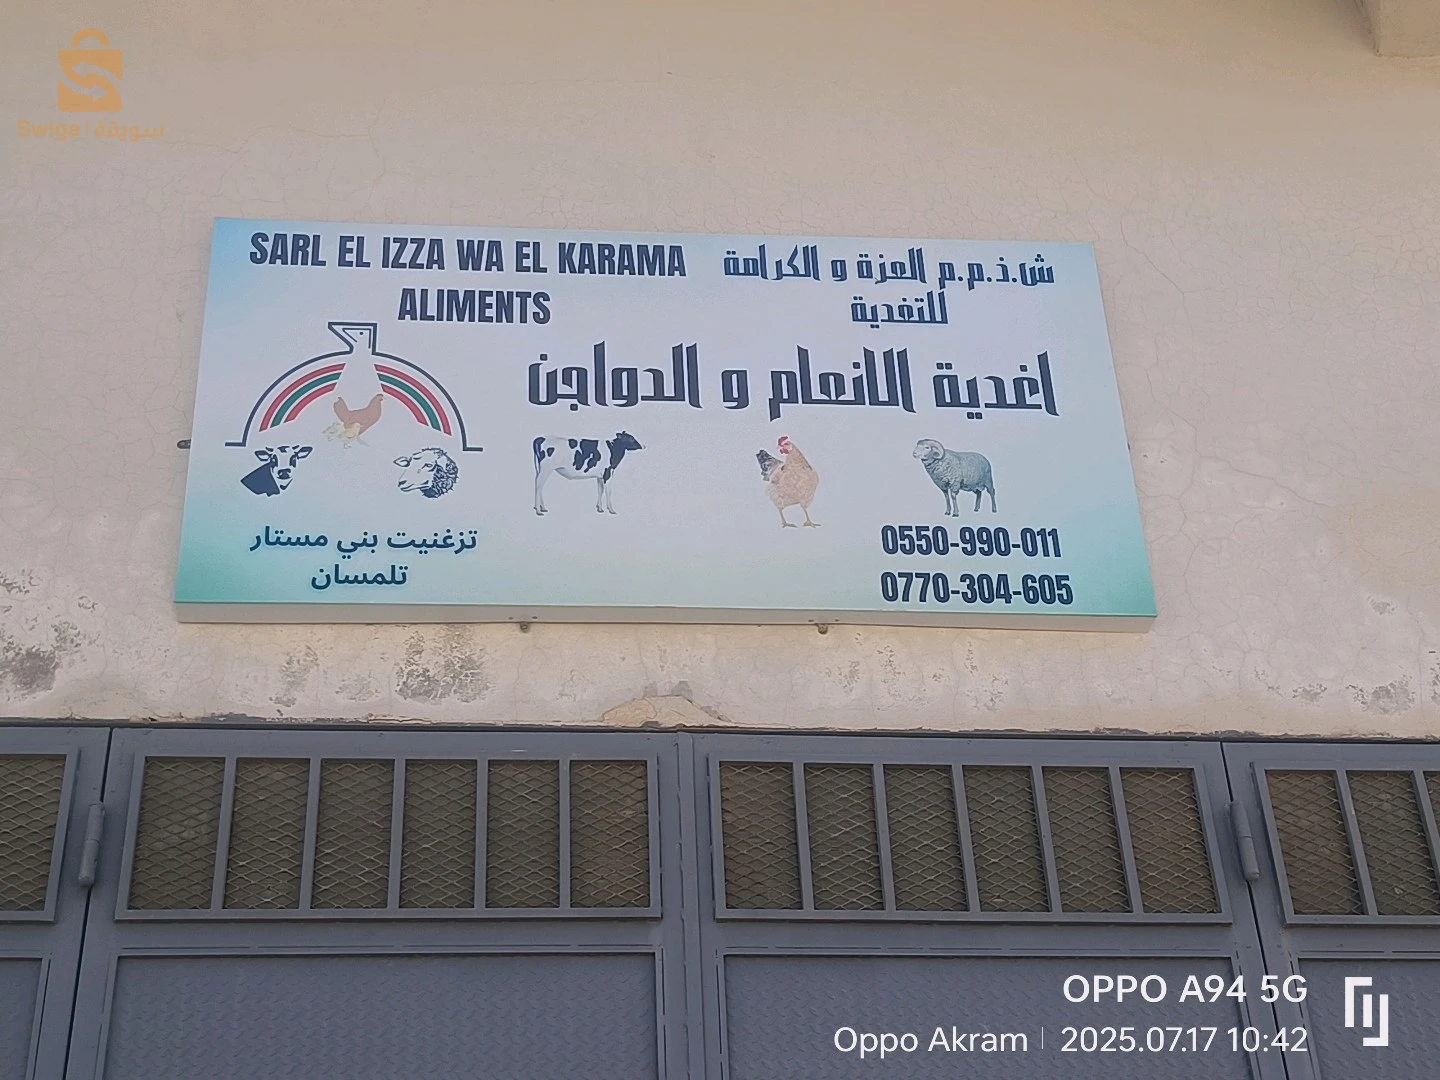 Swiga | سويقة
SARL EL IZZA WA EL KARAMA
ALIMENTS
ش.ذ.م.م العزة و الكرامة
للتغدية
اغدية الانعام و الدواجن
تزغنيت بني مستار
تلمسان
0550-990-011
0770-304-605
OPPO A94 5G
Oppo Akram | 2025.07.17 10:42